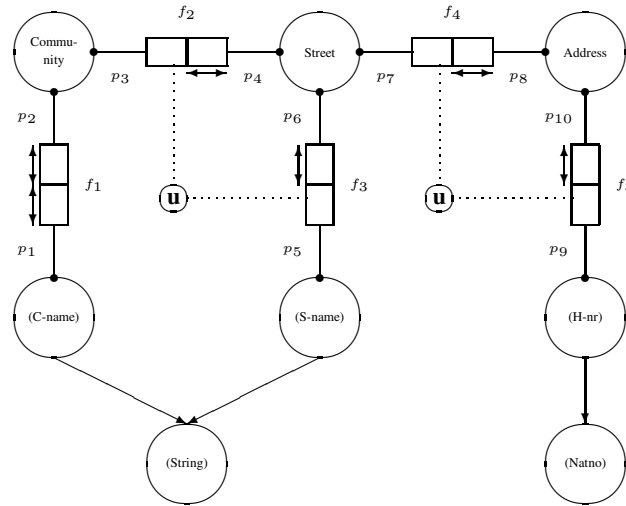 f2
f4
Commu-
nity
Street
Address
p3
p4
p7
p8
p2
p6
p10
f1
f3
f
u
u
p1
p5
p9
(C-name)
(S-name)
(H-nr)
(String)
(Natno)